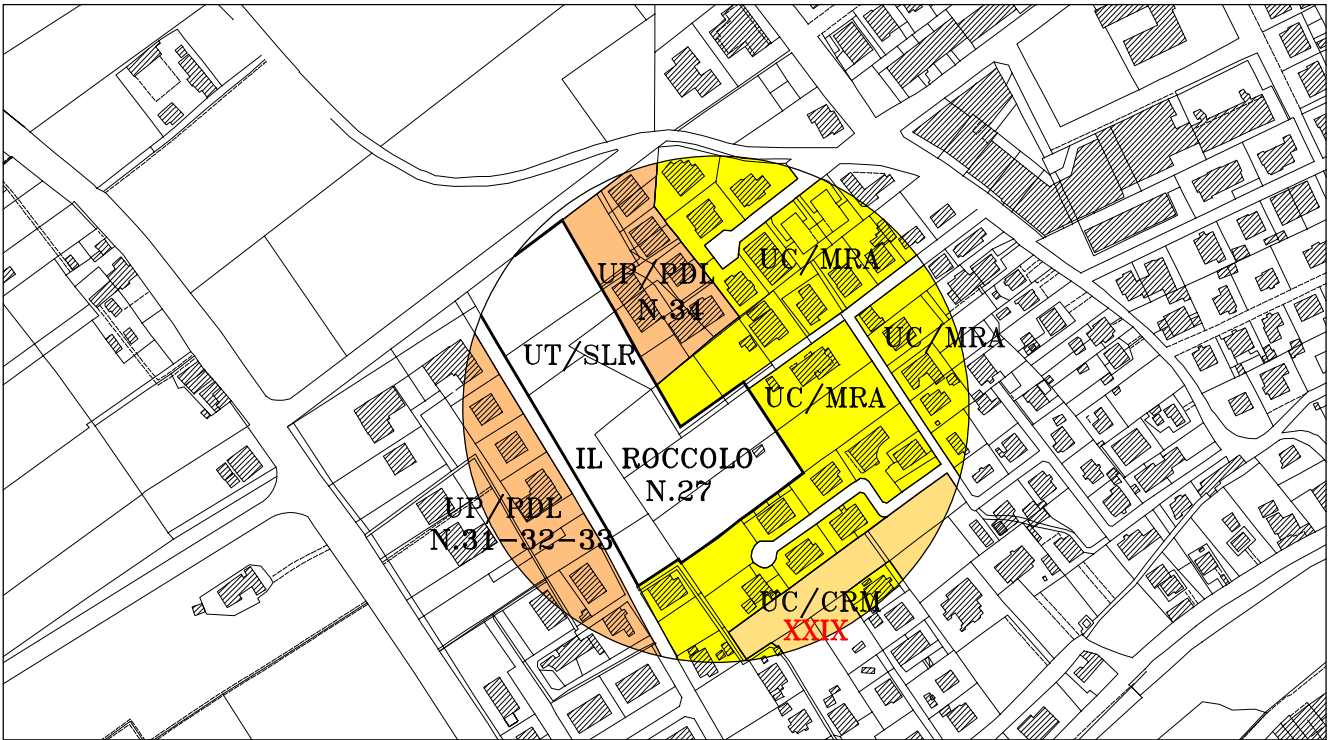 UP/PDL
N.34
UC/MRA
UC/MRA
UT/SLR
UC/MRA
IL ROCCOLO
N.27
UP/PDL
N.31-32-33
UC/CRM
XXIX